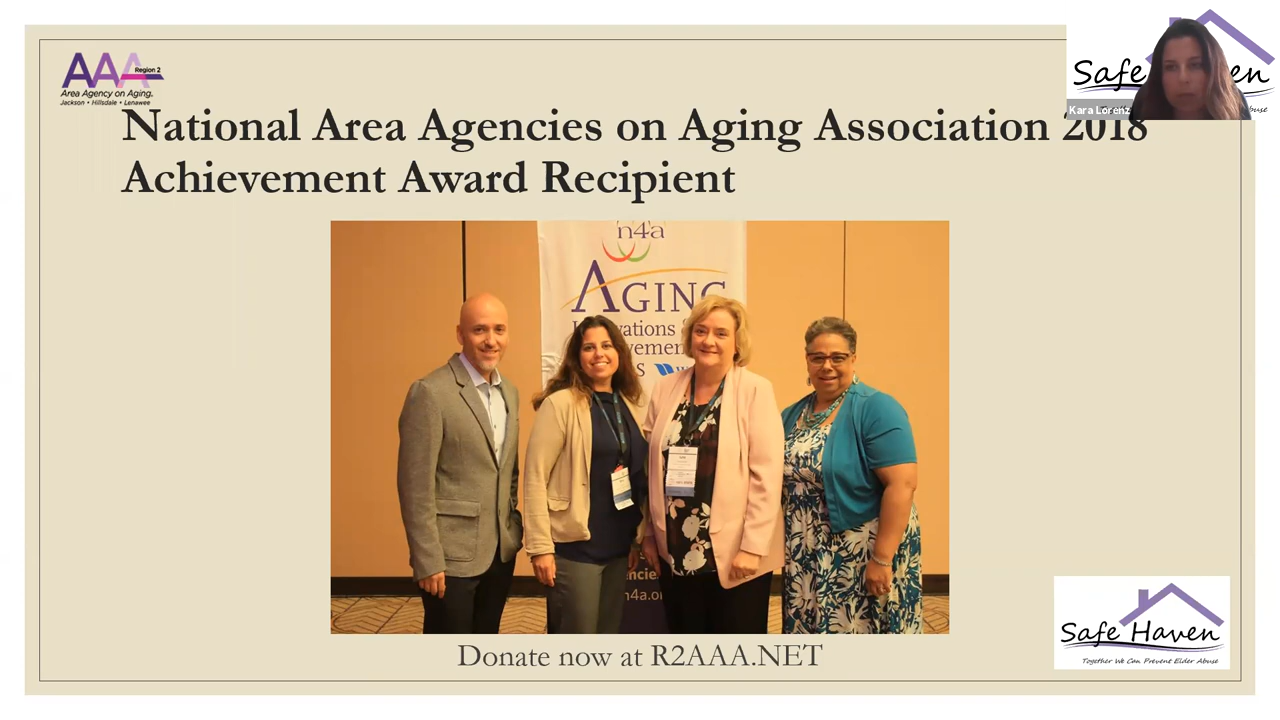 AAA
Region 2
Area Agency on Aging.
Jackson • Hillsdale • Lenawee
Safe Haven
Kara Lorenz
National Area Agencies on Aging Association 2018
Achievement Award Recipient
n4a
AGING
n4a.o
Donate now at R2AAA.NET
Safe Haven
Together We Can Prevent Elder Abuse